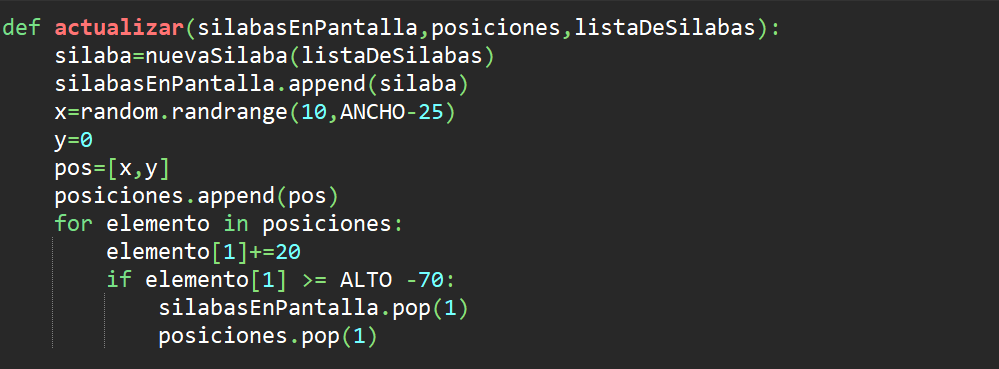 def actualizar(silabasEnPantalla,posiciones,listaDeSilabas):
    silaba=nuevaSilaba(listaDeSilabas)
    silabasEnPantalla.append(silaba)
    x=random.randrange(10,ANCHO-25)
    y=0
    pos=[x,y]
    posiciones.append(pos)
    for elemento in posiciones:
        elemento[1]+=20
        if elemento[1] >= ALTO -70:
            silabasEnPantalla.pop(1)
            posiciones.pop(1)